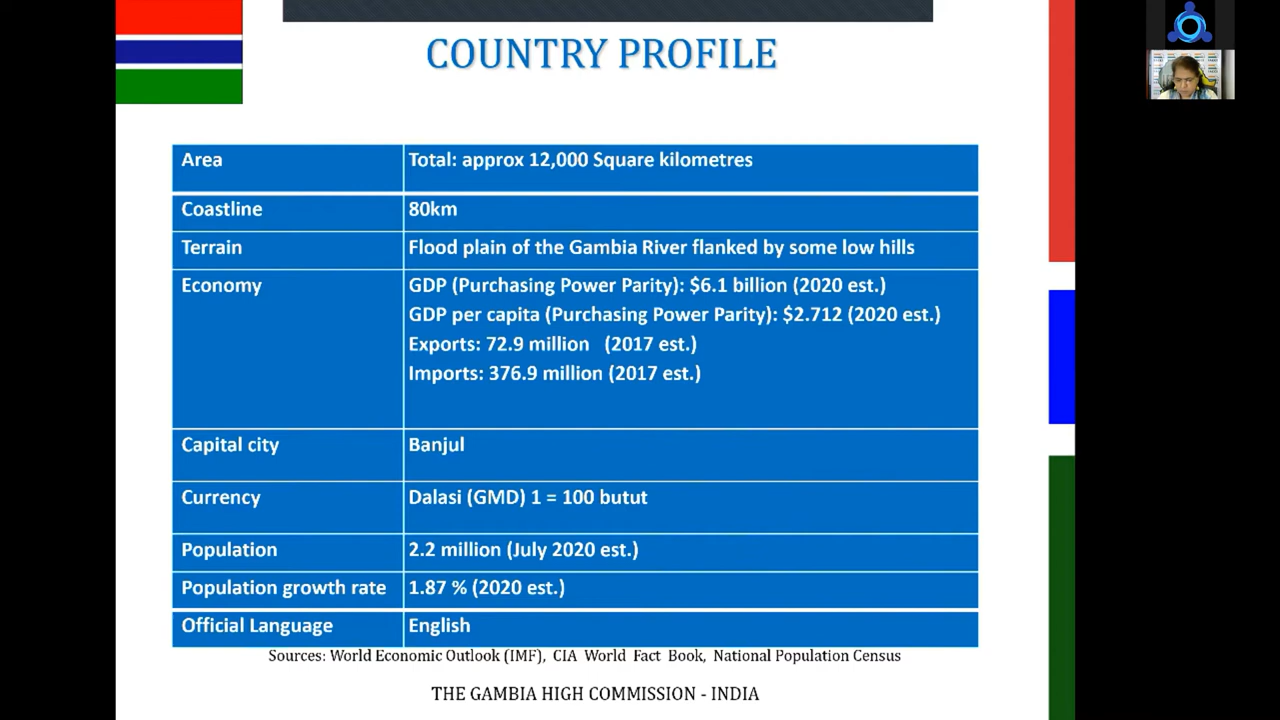 COUNTRY PROFILE
Area Total: approx 12,000 Square kilometres
Coastline 80km
Terrain Flood plain of the Gambia River flanked by some low hills
Economy GDP (Purchasing Power Parity): $6.1 billion (2020 est.)
GDP per capita (Purchasing Power Parity): $2.712 (2020 est.)
Exports: 72.9 million (2017 est.)
Imports: 376.9 million (2017 est.)
Capital city Banjul
Currency Dalasi (GMD) 1 = 100 butut
Population 2.2 million (July 2020 est.)
Population growth rate 1.87 % (2020 est.)
Official Language English
Sources: World Economic Outlook (IMF), CIA World Fact Book, National Population Census
THE GAMBIA HIGH COMMISSION - INDIA